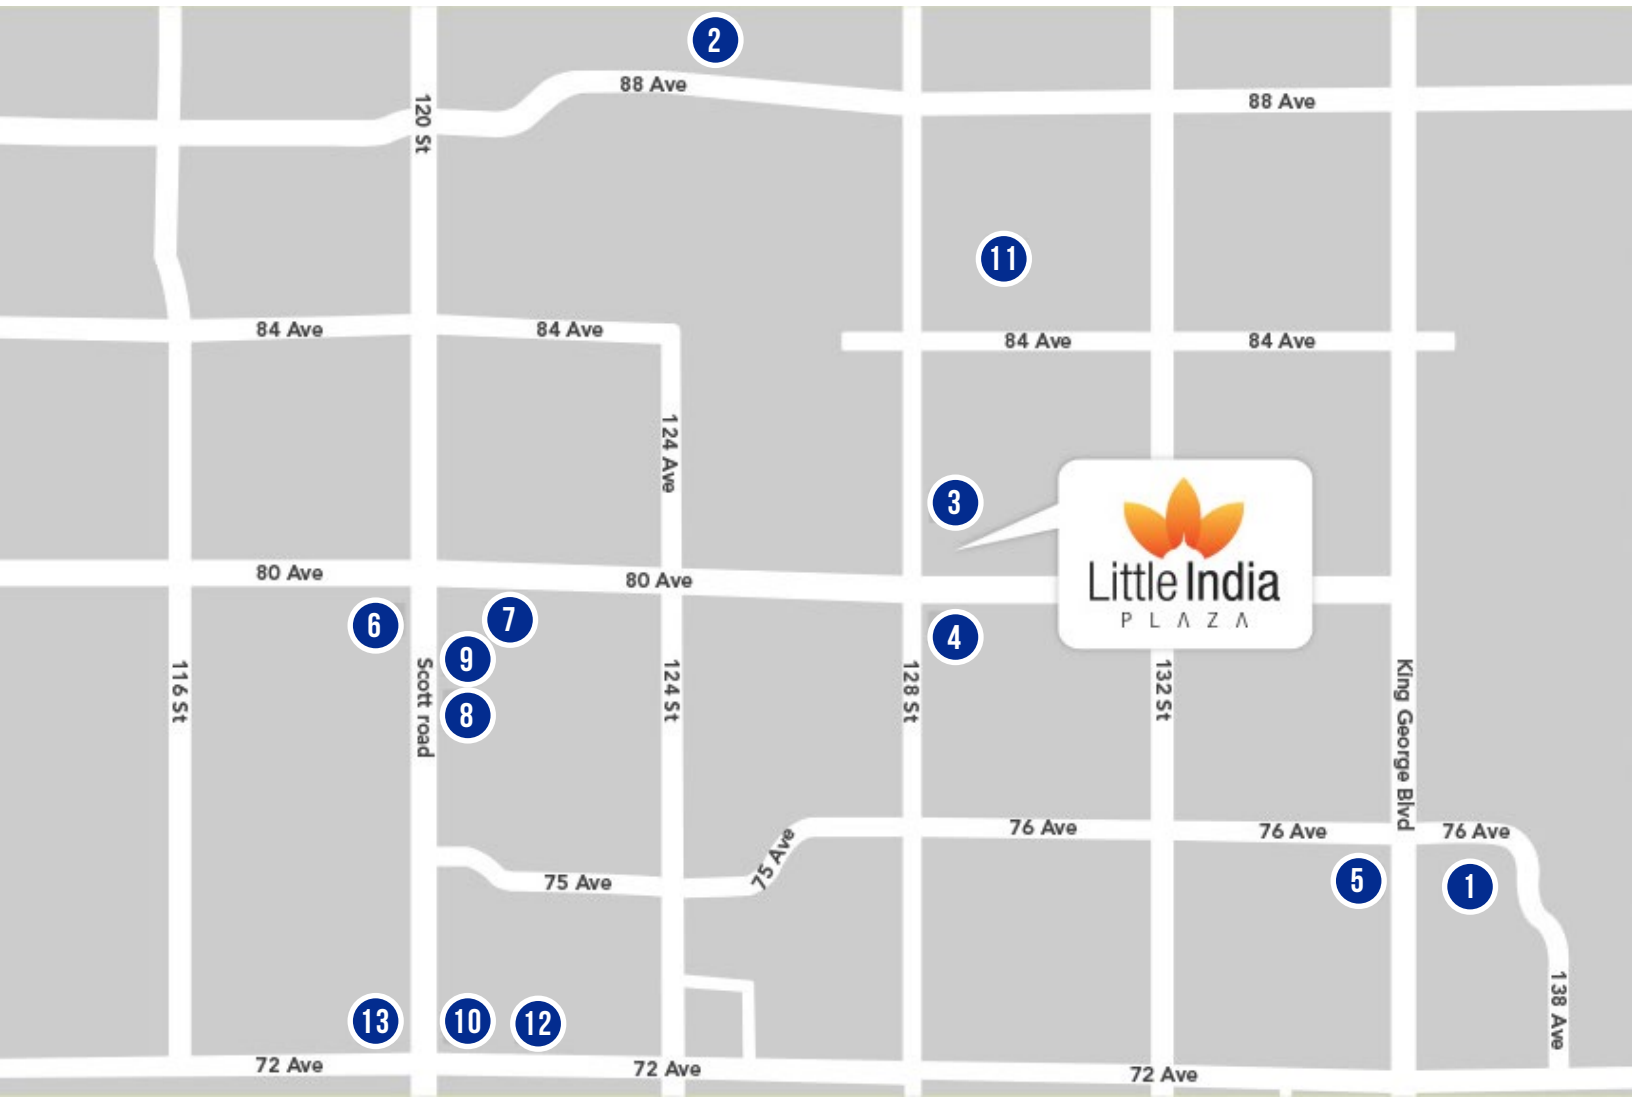 2
88 Ave
88 Ave
120 St
11
84 Ave
84 Ave
84 Ave
84 Ave
124 Ave
3
Little India
PLAZA
80 Ave
80 Ave
6
7
4
9
8
116 St
Scott road
124 St
128 St
132 St
King George Blvd
76 Ave
76 Ave
76 Ave
75 Ave
75 Ave
5
1
138 Ave
13
10
12
72 Ave
72 Ave
72 Ave